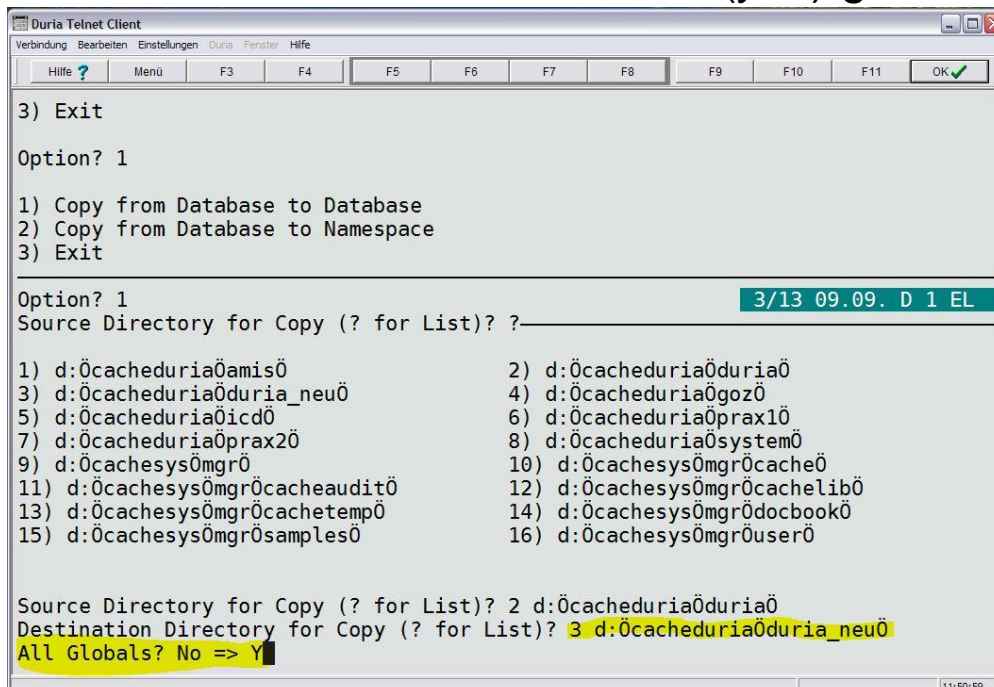 Duria Telnet Client
Verbindung Bearbeiten Einstellungen Duria Fenster Hilfe
Hilfe ? Menü F3 F4 F5 F6 F7 F8 F9 F10 F11 OK
3) Exit
Option? 1
1) Copy from Database to Database
2) Copy from Database to Namespace
3) Exit
Option? 1 3/13 09.09. D 1 EL
Source Directory for Copy (? for List)? ?
1) d:ÖcacheduriaÖamisÖ 2) d:ÖcacheduriaÖduriaÖ
3) d:ÖcacheduriaÖduria_neuÖ 4) d:ÖcacheduriaÖgozÖ
5) d:ÖcacheduriaÖicdÖ 6) d:ÖcacheduriaÖprax1Ö
7) d:ÖcacheduriaÖprax2Ö 8) d:ÖcacheduriaÖsystemÖ
9) d:ÖcachesysÖmgrÖ 10) d:ÖcachesysÖmgrÖcacheÖ
11) d:ÖcachesysÖmgrÖcacheauditÖ 12) d:ÖcachesysÖmgrÖcachelibÖ
13) d:ÖcachesysÖmgrÖcachetempÖ 14) d:ÖcachesysÖmgrÖdocbookÖ
15) d:ÖcachesysÖmgrÖsamplesÖ 16) d:ÖcachesysÖmgrÖuserÖ
Source Directory for Copy (? for List)? 2 d:ÖcacheduriaÖduriaÖ
Destination Directory for Copy (? for List)? 3 d:ÖcacheduriaÖduria_neuÖ
All Globals? No => Y